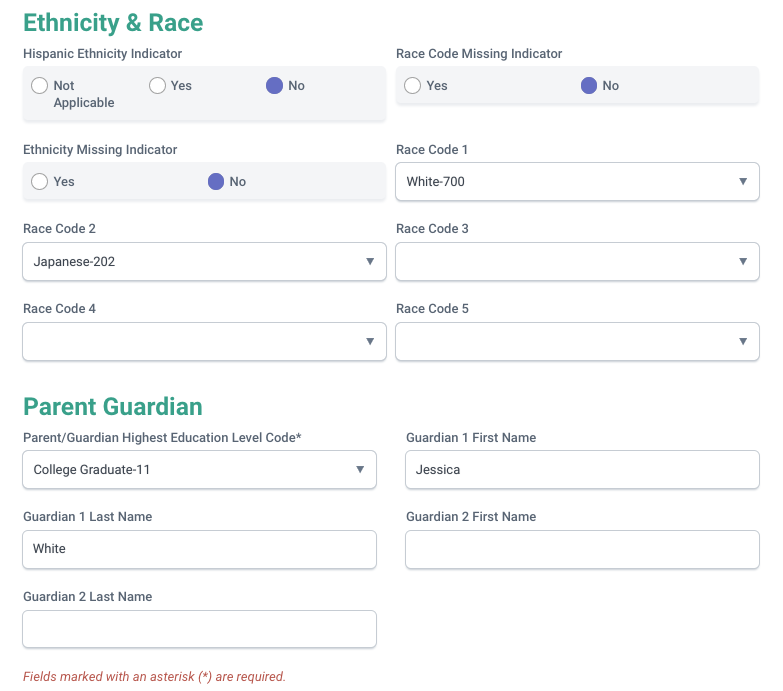 Ethnicity & Race
Hispanic Ethnicity Indicator
Race Code Missing Indicator
Not Applicable
Yes
No
Yes
No
Ethnicity Missing Indicator
Race Code 1
Yes
No
White-700
Race Code 2
Race Code 3
Japanese-202
Race Code 4
Race Code 5
Parent Guardian
Parent/Guardian Highest Education Level Code*
Guardian 1 First Name
College Graduate-11
Jessica
Guardian 1 Last Name
Guardian 2 First Name
White
Guardian 2 Last Name
Fields marked with an asterisk (*) are required.